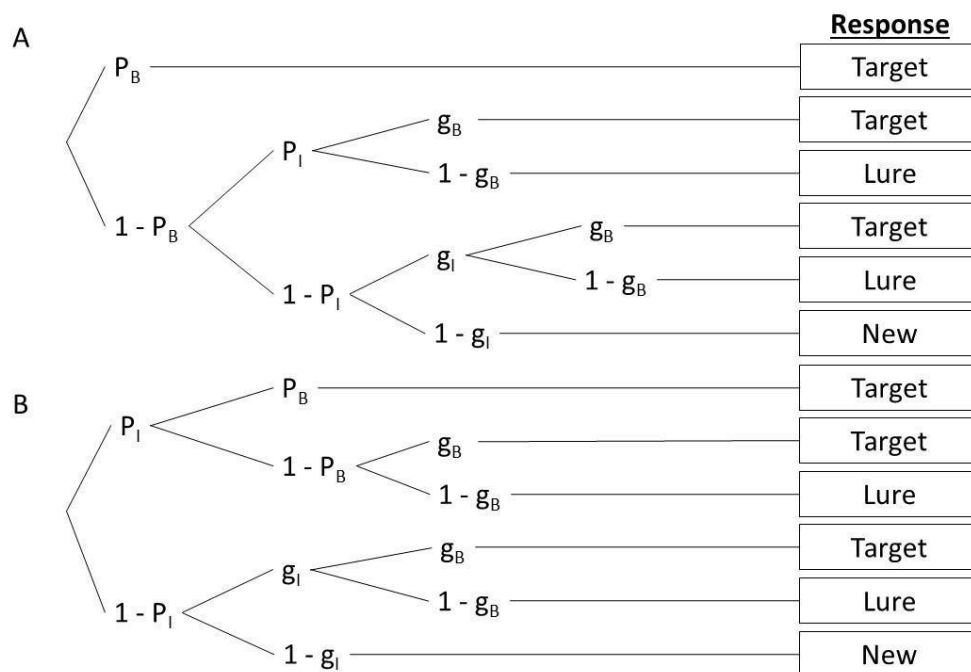 Response
A
P_B Target
g_B Target
P_I
1 - g_B Lure
1 - P_B g_B Target
g_I
1 - g_B Lure
1 - P_I
1 - g_I New
P_B Target
B
P_I g_B Target
1 - P_B
1 - g_B Lure
g_B Target
g_I
1 - g_B Lure
1 - P_I
1 - g_I New